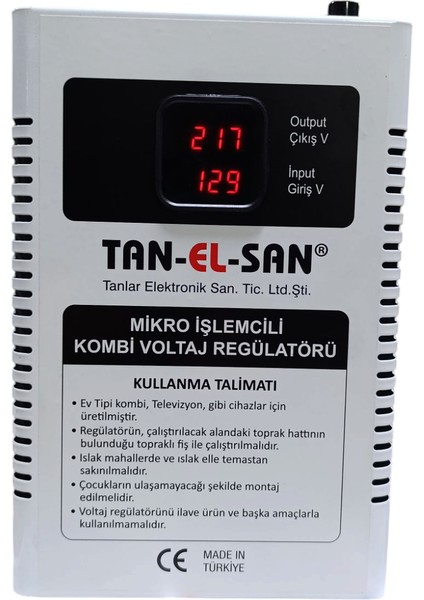 217
Output
Çıkış V
129
İnput
Giriş V
TAN-EL-SAN®
Tanlar Elektronik San. Tic. Ltd.Şti.
MİKRO İŞLEMCİLİ
KOMBİ VOLTAJ REGÜLATÖRÜ
KULLANMA TALİMATI
• Ev Tipi kombi, Televizyon, gibi cihazlar için
üretilmiştir.
• Regülatörün, çalıştırılacak alandaki toprak hattının
bulunduğu topraklı fiş ile çalıştırılmalıdır.
• Islak mahallerde ve ıslak elle temastan
sakınılmalıdır.
• Çocukların ulaşamayacağı şekilde montaj
edilmelidir.
• Voltaj regülatörünü ilave ürün ve başka amaçlarla
kullanılmamalıdır.
CE MADE IN
TÜRKİYE